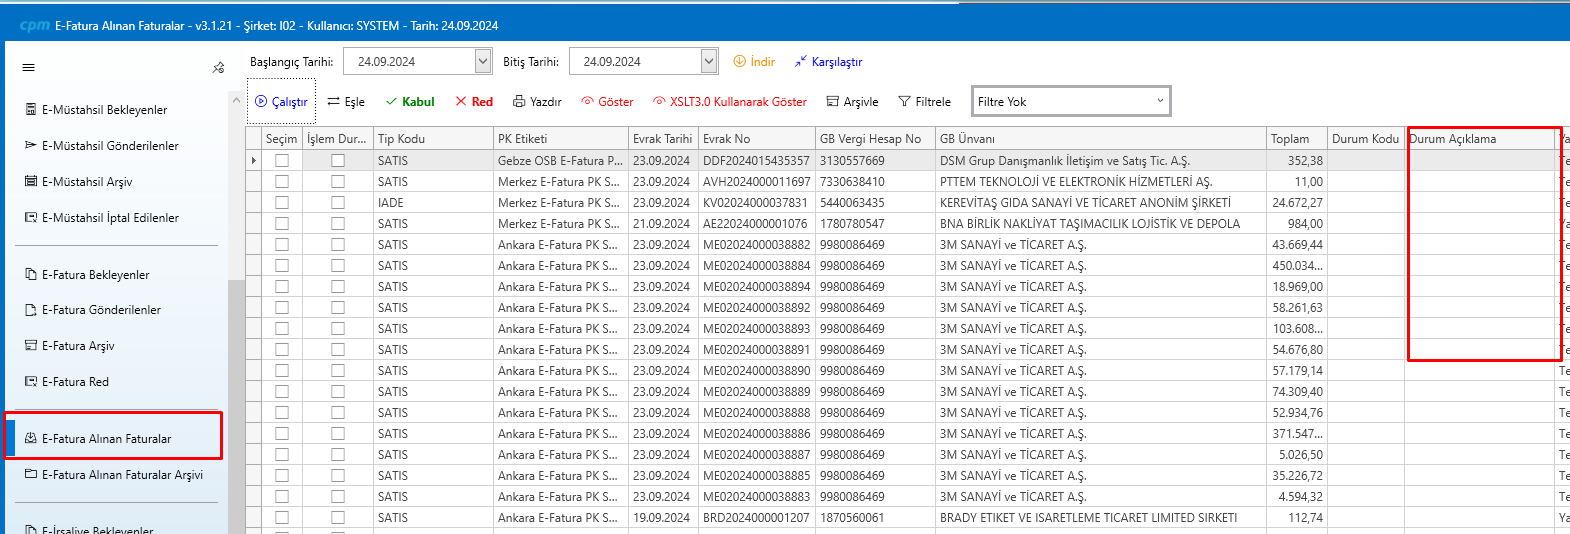 cpm E-Fatura Alınan Faturalar - v3.1.21 - Şirket: I02 - Kullanıcı: SYSTEM - Tarih: 24.09.2024
Başlangıç Tarihi: 24.09.2024 Bitiş Tarihi: 24.09.2024 İndir Karşılaştır
Çalıştır Eşle Kabul Red Yazdır Göster XSLT3.0 Kullanarak Göster Arşivle Filtrele Filtre Yok
E-Müstahsil Bekleyenler
E-Müstahsil Gönderilenler
E-Müstahsil Arşiv
E-Müstahsil İptal Edilenler
E-Fatura Bekleyenler
E-Fatura Gönderilenler
E-Fatura Arşiv
E-Fatura Red
E-Fatura Alınan Faturalar
E-Fatura Alınan Faturalar Arşivi
E-İrsaliye Bekleyenler
Seçim İşlem Dur... Tip Kodu PK Etiketi Evrak Tarihi Evrak No GB Vergi Hesap No GB Ünvanı Toplam Durum Kodu Durum Açıklama Ya
SATIS Gebze OSB E-Fatura P... 23.09.2024 DDF2024015435357 3130557669 DSM Grup Danışmanlık İletişim ve Satış Tic. A.Ş. 352,38 Te
SATIS Merkez E-Fatura PK S... 23.09.2024 AVH2024000011697 7330638410 PTTEM TEKNOLOJİ VE ELEKTRONİK HİZMETLERİ AŞ. 11,00 Te
IADE Merkez E-Fatura PK S... 23.09.2024 KV02024000037831 5440063435 KEREVİTAŞ GIDA SANAYİ VE TİCARET ANONİM ŞİRKETİ 24.672,27 Te
SATIS Merkez E-Fatura PK S... 21.09.2024 AE22024000001076 1780780547 BNA BİRLİK NAKLİYAT TAŞIMACILIK LOJİSTİK VE DEPOLA 984,00 Ya
SATIS Ankara E-Fatura PK S... 23.09.2024 ME02024000038882 9980086469 3M SANAYİ ve TİCARET A.Ş. 43.669,44 Te
SATIS Ankara E-Fatura PK S... 23.09.2024 ME02024000038884 9980086469 3M SANAYİ ve TİCARET A.Ş. 450.034... Te
SATIS Ankara E-Fatura PK S... 23.09.2024 ME02024000038894 9980086469 3M SANAYİ ve TİCARET A.Ş. 18.969,00 Te
SATIS Ankara E-Fatura PK S... 23.09.2024 ME02024000038892 9980086469 3M SANAYİ ve TİCARET A.Ş. 58.261,63 Te
SATIS Ankara E-Fatura PK S... 23.09.2024 ME02024000038893 9980086469 3M SANAYİ ve TİCARET A.Ş. 103.608... Te
SATIS Ankara E-Fatura PK S... 23.09.2024 ME02024000038891 9980086469 3M SANAYİ ve TİCARET A.Ş. 54.676,80 Te
SATIS Ankara E-Fatura PK S... 23.09.2024 ME02024000038890 9980086469 3M SANAYİ ve TİCARET A.Ş. 57.179,14 Te
SATIS Ankara E-Fatura PK S... 23.09.2024 ME02024000038889 9980086469 3M SANAYİ ve TİCARET A.Ş. 74.309,40 Te
SATIS Ankara E-Fatura PK S... 23.09.2024 ME02024000038888 9980086469 3M SANAYİ ve TİCARET A.Ş. 52.934,76 Te
SATIS Ankara E-Fatura PK S... 23.09.2024 ME02024000038886 9980086469 3M SANAYİ ve TİCARET A.Ş. 371.547... Te
SATIS Ankara E-Fatura PK S... 23.09.2024 ME02024000038887 9980086469 3M SANAYİ ve TİCARET A.Ş. 5.026,50 Te
SATIS Ankara E-Fatura PK S... 23.09.2024 ME02024000038885 9980086469 3M SANAYİ ve TİCARET A.Ş. 35.226,72 Te
SATIS Ankara E-Fatura PK S... 23.09.2024 ME02024000038883 9980086469 3M SANAYİ ve TİCARET A.Ş. 4.594,32 Te
SATIS Ankara E-Fatura PK S... 19.09.2024 BRD2024000001207 1870560061 BRADY ETIKET VE ISARETLEME TICARET LIMITED SIRKETI 112,74 Ya